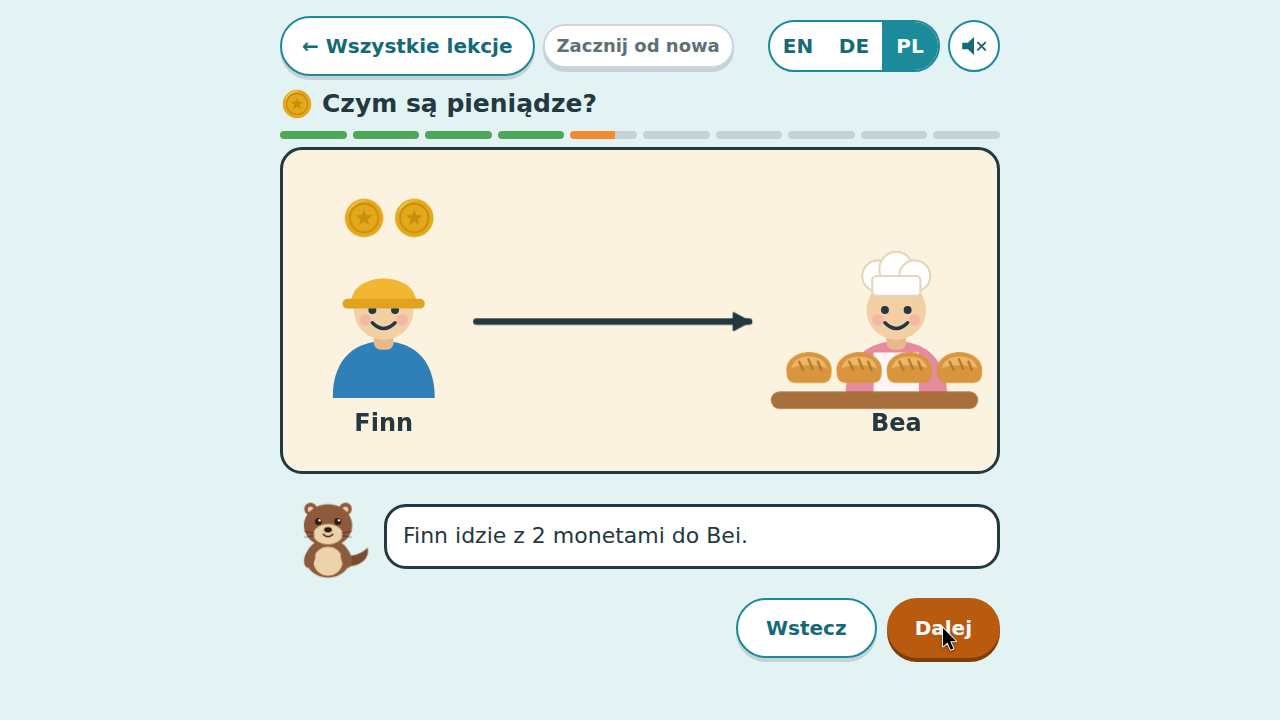 ← Wszystkie lekcje
Zacznij od nowa
EN DE PL
Czym są pieniądze?
Finn
Bea
Finn idzie z 2 monetami do Bei.
Wstecz
Dalej